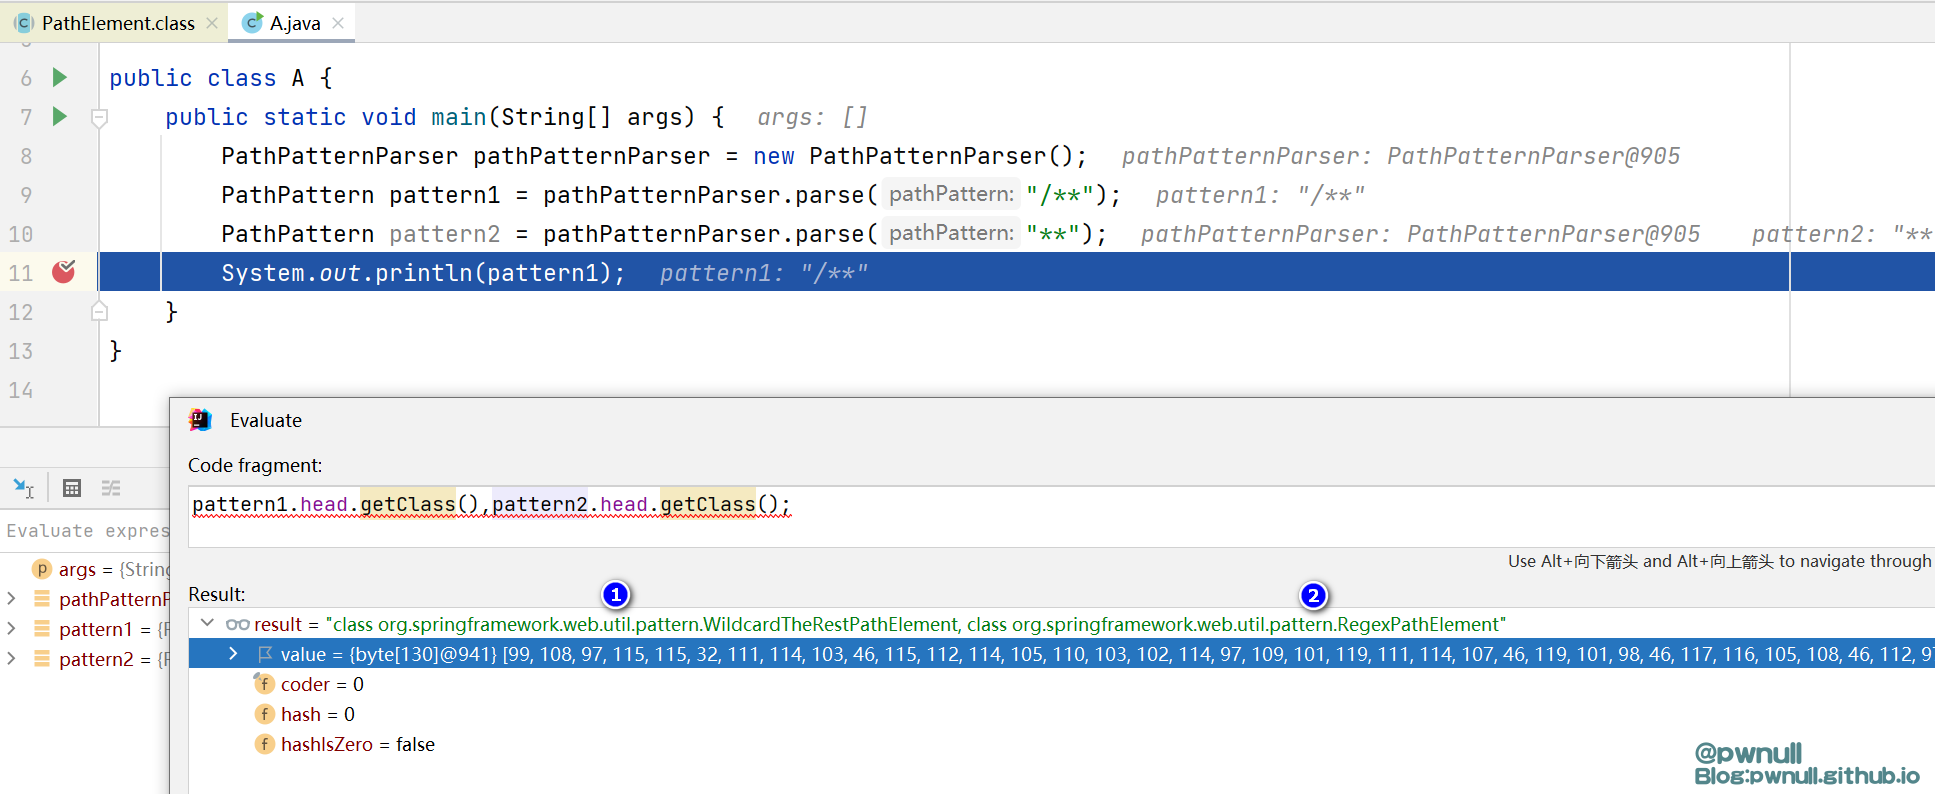 PathElement.class
A.java
6 public class A {
7 public static void main(String[] args) { args: []
8 PathPatternParser pathPatternParser = new PathPatternParser(); pathPatternParser: PathPatternParser@905
9 PathPattern pattern1 = pathPatternParser.parse( pathPattern: "/**"); pattern1: "/**"
10 PathPattern pattern2 = pathPatternParser.parse( pathPattern: "**"); pathPatternParser: PathPatternParser@905 pattern2: "**
11 System.out.println(pattern1); pattern1: "/**"
12 }
13 }
14
Evaluate
Code fragment:
pattern1.head.getClass(),pattern2.head.getClass();
Use Alt+向下箭头 and Alt+向上箭头 to navigate through
Evaluate expres
args = {String
pathPatternP
pattern1 = {P
pattern2 = {P
Result:
1 2
result = "class org.springframework.web.util.pattern.WildcardTheRestPathElement, class org.springframework.web.util.pattern.RegexPathElement"
value = {byte[130]@941} [99, 108, 97, 115, 115, 32, 111, 114, 103, 46, 115, 112, 114, 105, 110, 103, 102, 114, 97, 109, 101, 119, 111, 114, 107, 46, 119, 101, 98, 46, 117, 116, 105, 108, 46, 112, 97
coder = 0
hash = 0
hashIsZero = false
@pwnull
Blog:pwnull.github.io